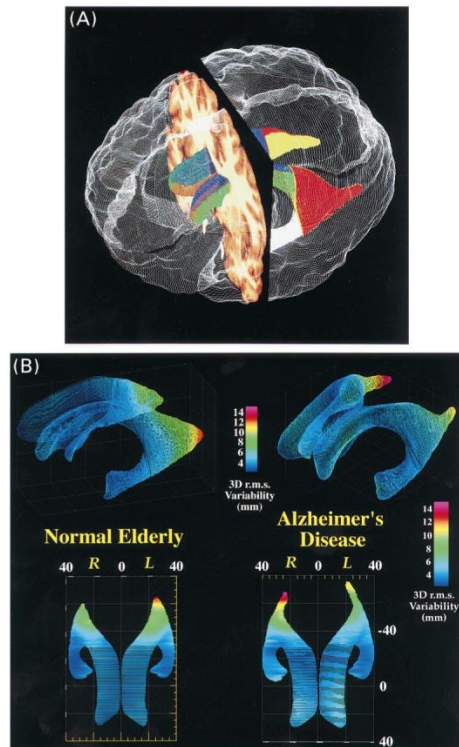 (A)
(B)
14
12
10
8
6
4
3D r.m.s.
Variability
(mm)
14
12
10
8
6
4
3D r.m.s.
Variability
(mm)
Normal Elderly
Alzheimer's
Disease
40 R 0 L 40
40 R 0 L 40
-40
0
40